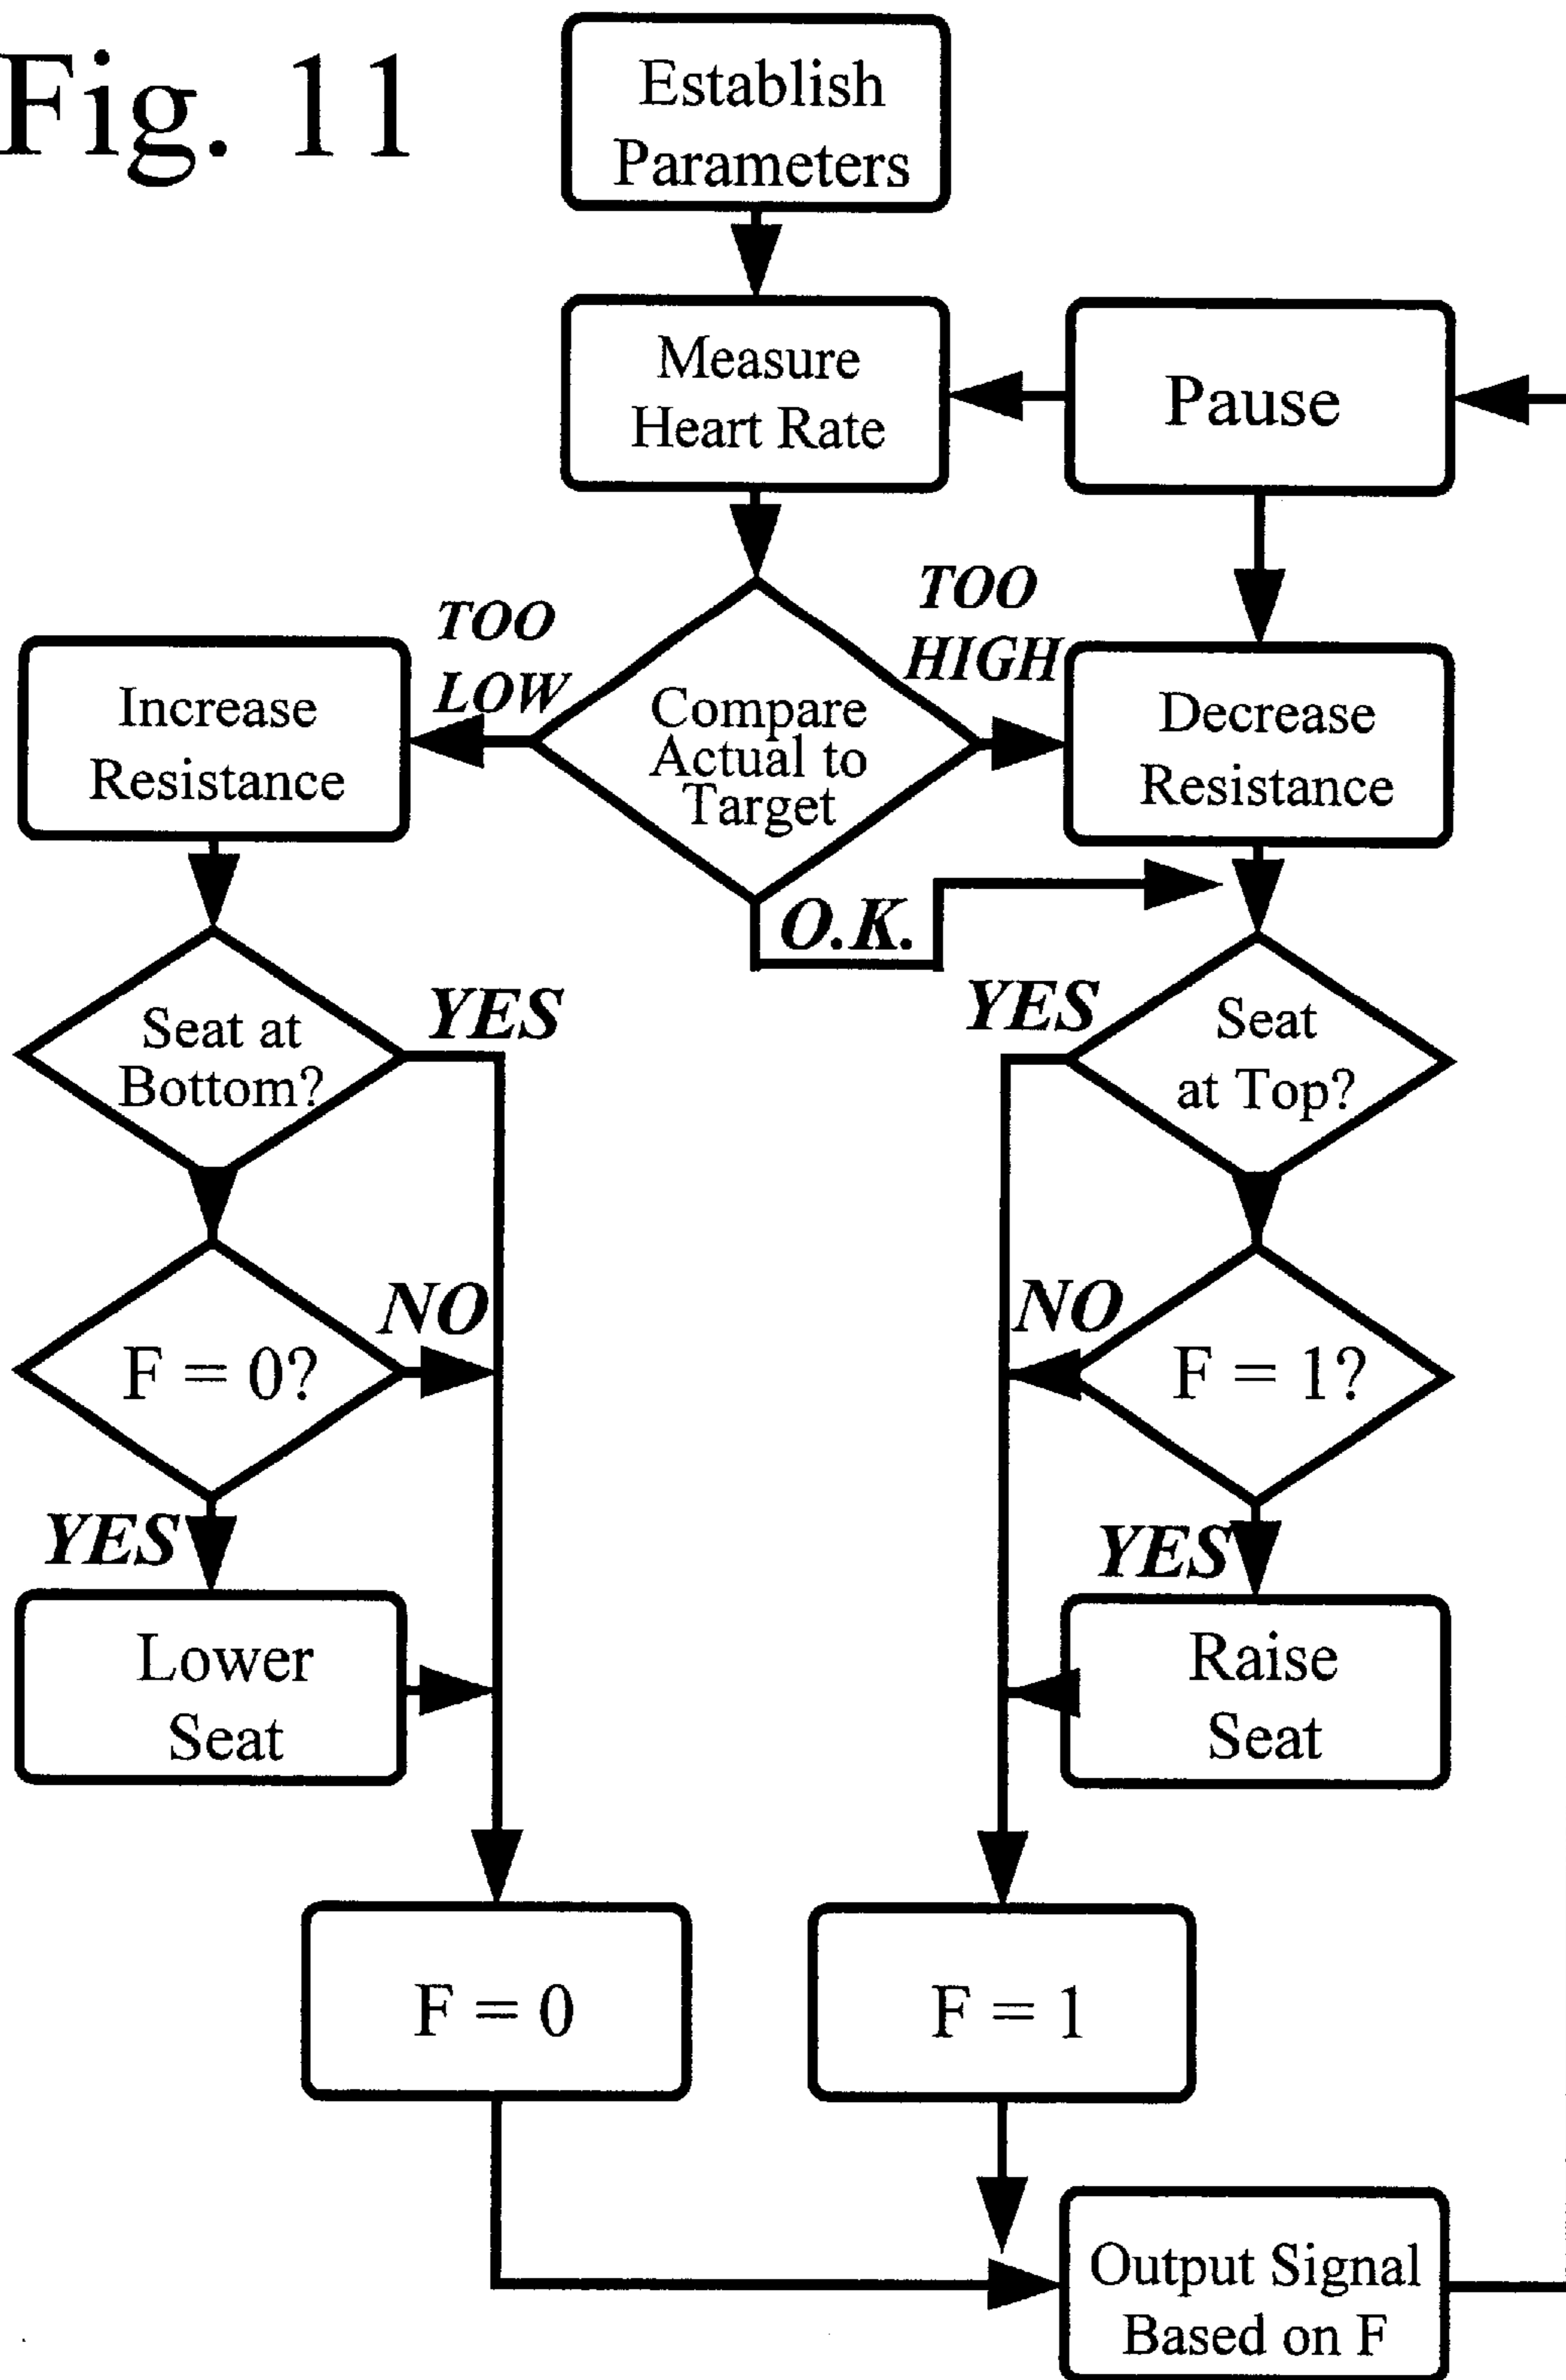 Fig. 11
Establish
Parameters
Measure
Heart Rate
Pause
TOO
LOW
TOO
HIGH
Increase
Resistance
Compare
Actual to
Target
Decrease
Resistance
O.K.
Seat at
Bottom?
YES
YES
Seat
at Top?
F = 0?
NO
NO
F = 1?
YES
YES
Lower
Seat
Raise
Seat
F = 0
F = 1
Output Signal
Based on F